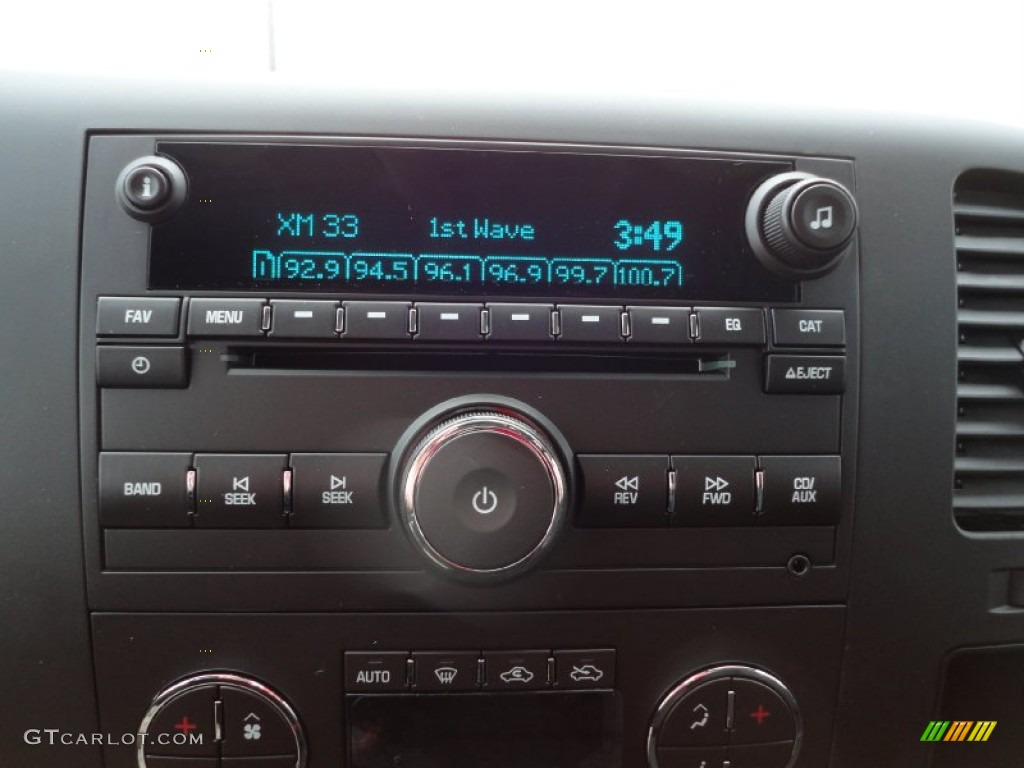 XM 33 1st Wave 3:49
92.9 94.5 96.1 96.9 99.7 100.7
FAV MENU EQ CAT
EJECT
BAND SEEK SEEK REV FWD CD/
AUX
AUTO
GTCARLOT.COM